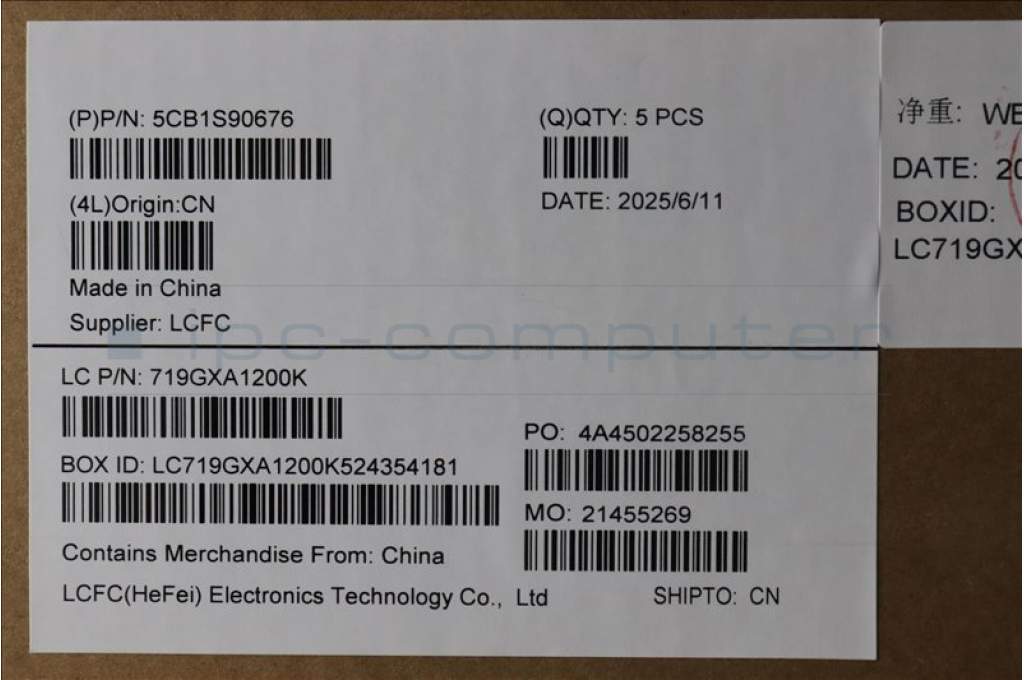 (P)P/N: 5CB1S90676
(Q)QTY: 5 PCS
(4L)Origin:CN
DATE: 2025/6/11
Made in China
Supplier: LCFC
ipc-computer
LC P/N: 719GXA1200K
PO: 4A4502258255
BOX ID: LC719GXA1200K524354181
MO: 21455269
Contains Merchandise From: China
LCFC(HeFei) Electronics Technology Co., Ltd
SHIPTO: CN
净重: WE
DATE: 20
BOXID:
LC719GX